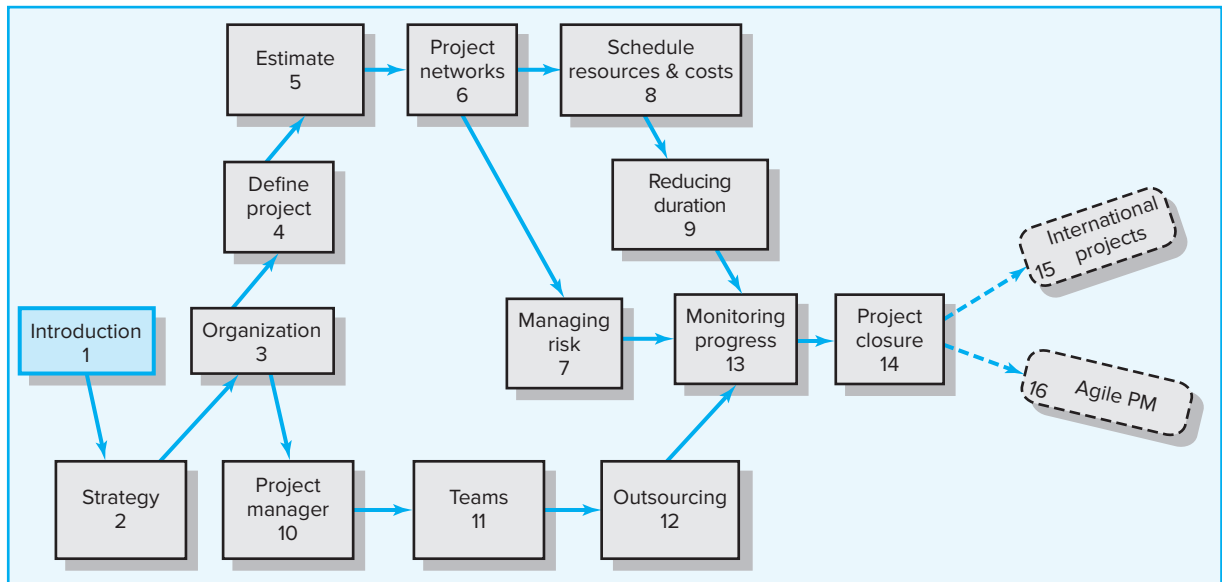 Estimate
5
Project
networks
6
Schedule
resources & costs
8
Define
project
4
Reducing
duration
9
International
projects
15
Introduction
1
Organization
3
Managing
risk
7
Monitoring
progress
13
Project
closure
14
16 Agile PM
Strategy
2
Project
manager
10
Teams
11
Outsourcing
12